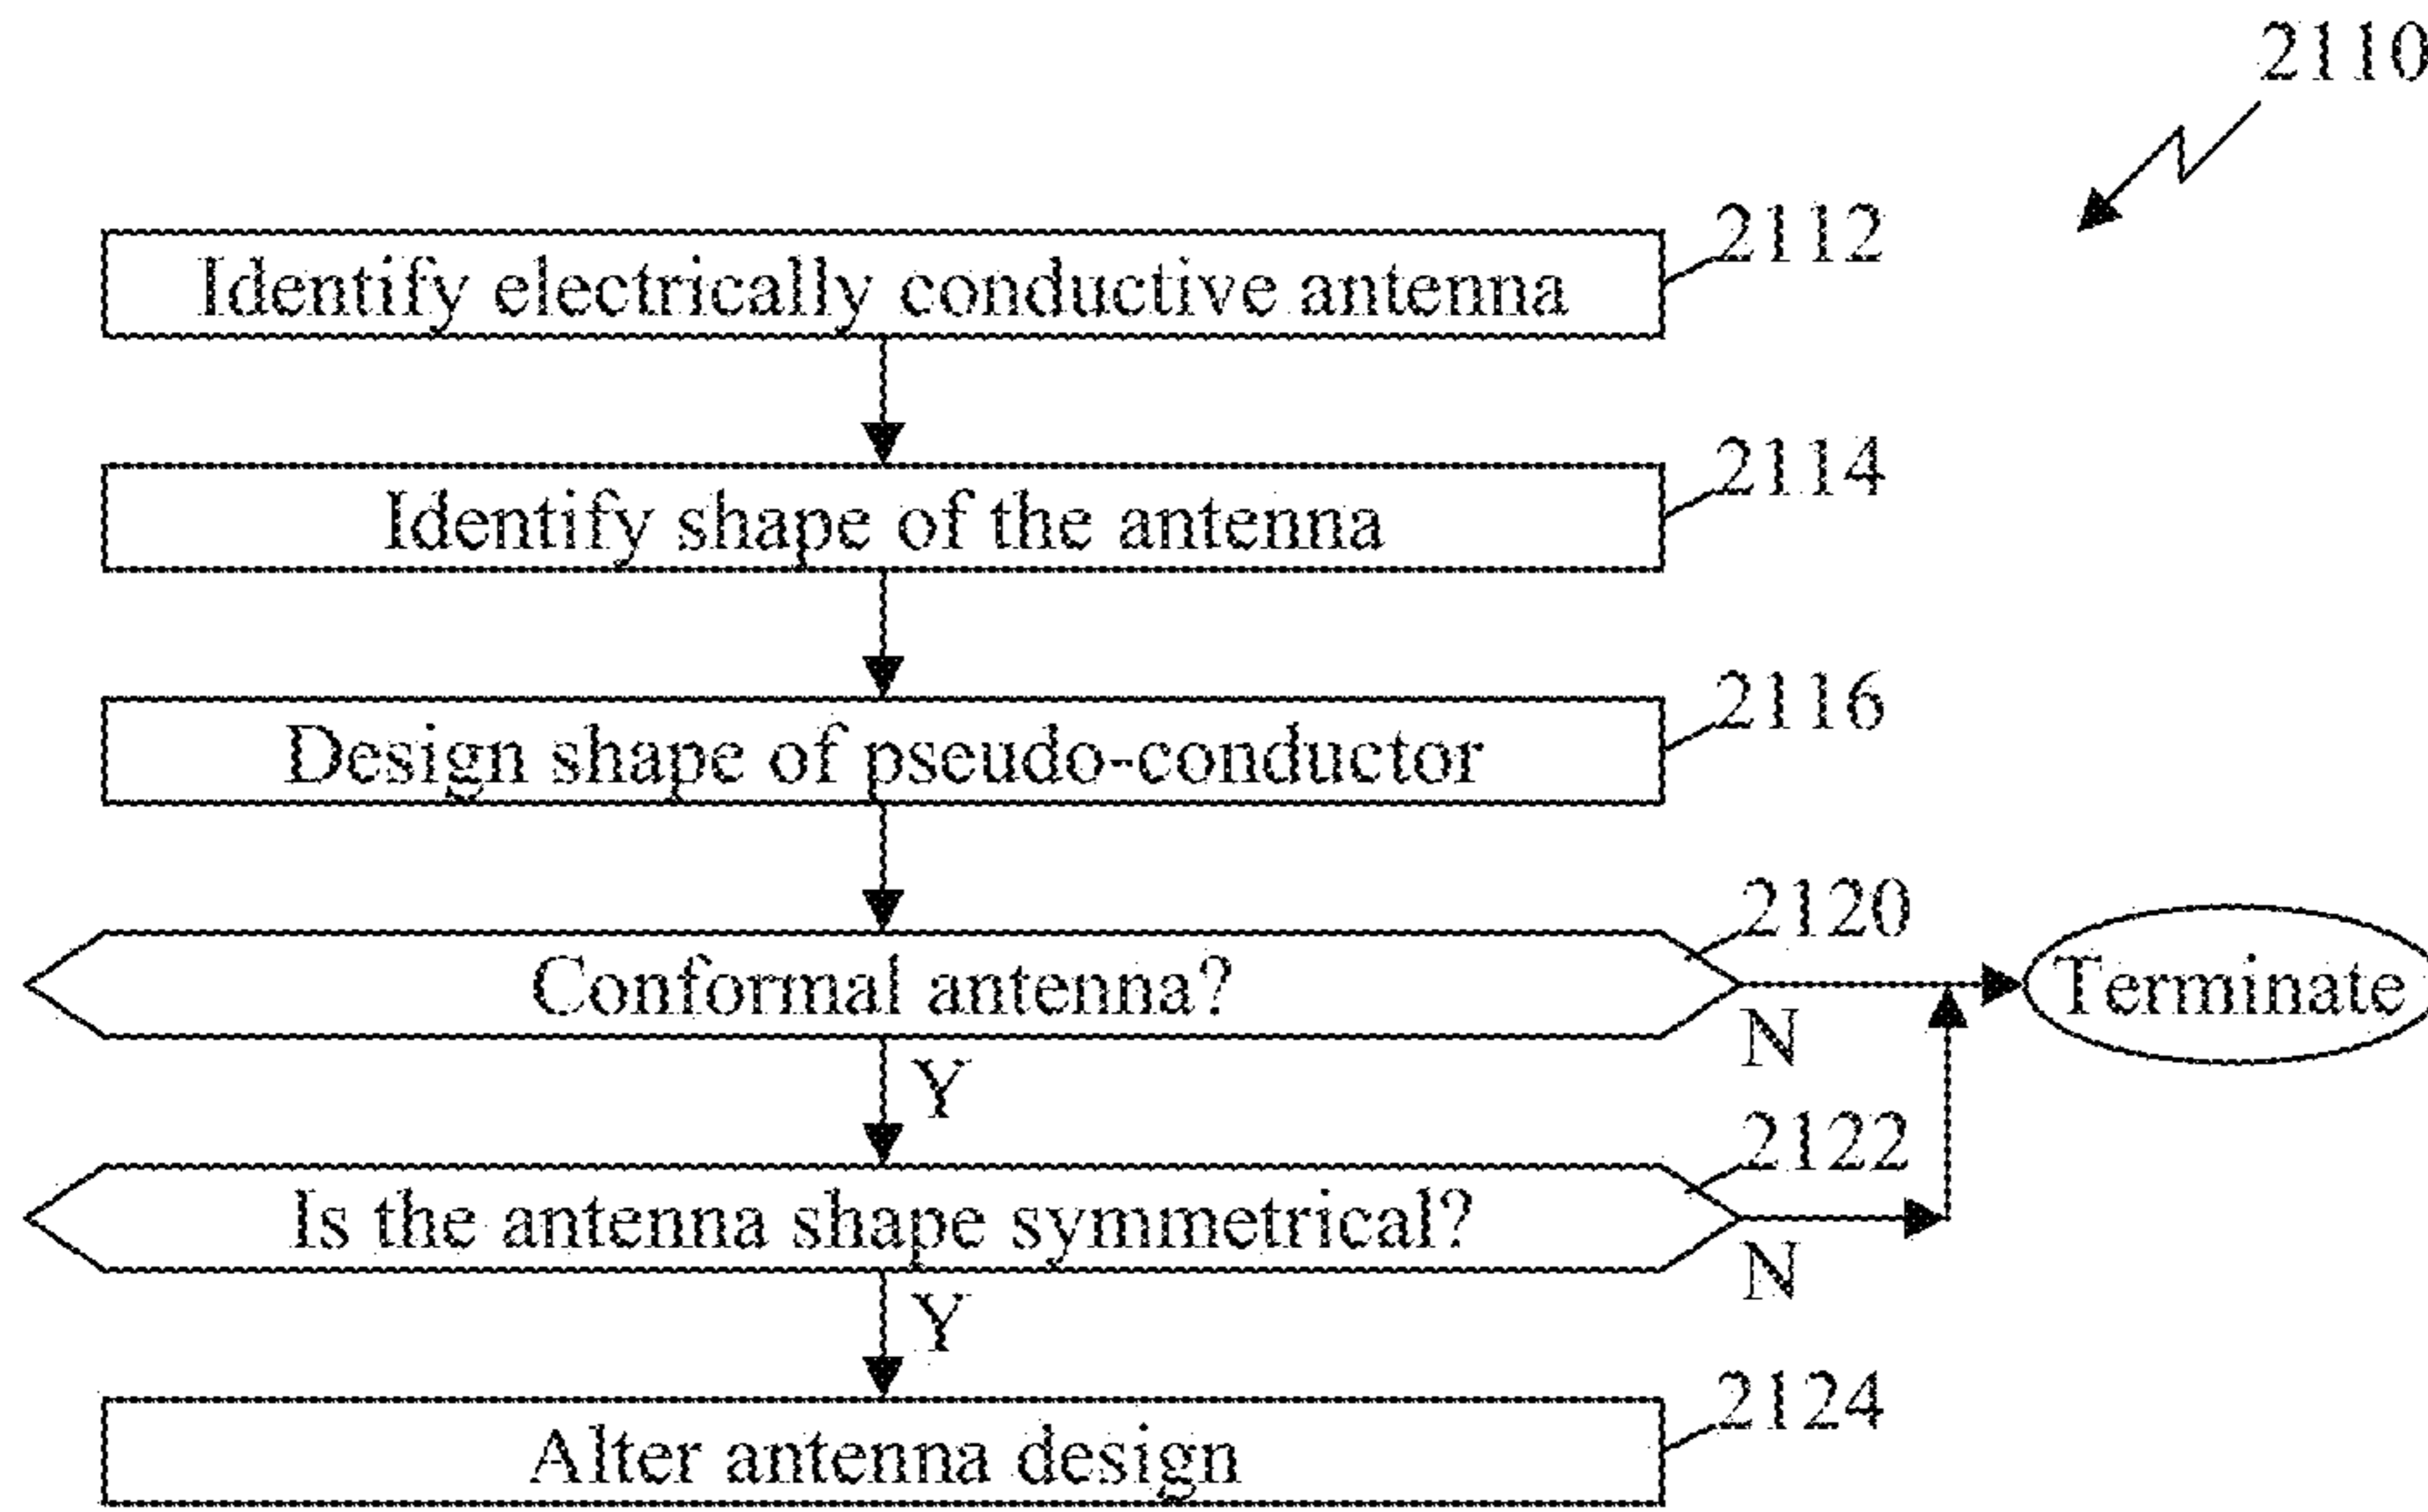 2110
2112
Identify electrically conductive antenna
2114
Identify shape of the antenna
2116
Design shape of pseudo-conductor
2120
Conformal antenna?
Terminate
N
Y
2122
Is the antenna shape symmetrical?
N
Y
2124
Alter antenna design